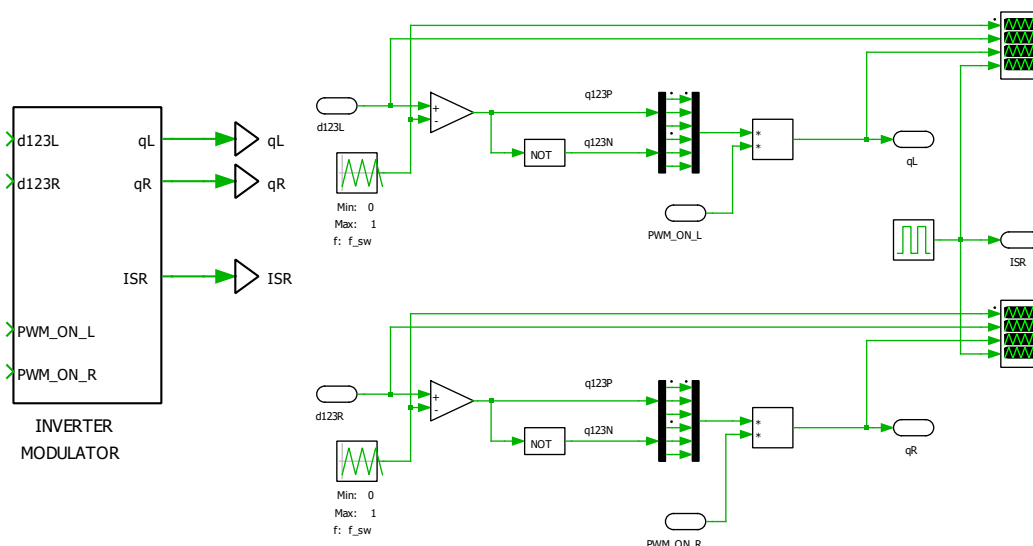 d123L
qL
qL
d123R
qR
qR
ISR
ISR
PWM_ON_L
PWM_ON_R
INVERTER
MODULATOR
d123L
+
-
q123P
NOT
q123N
*
*
qL
Min: 0
Max: 1
f: f_sw
PWM_ON_L
ISR
d123R
+
-
q123P
NOT
q123N
*
*
qR
Min: 0
Max: 1
f: f_sw
PWM_ON_R